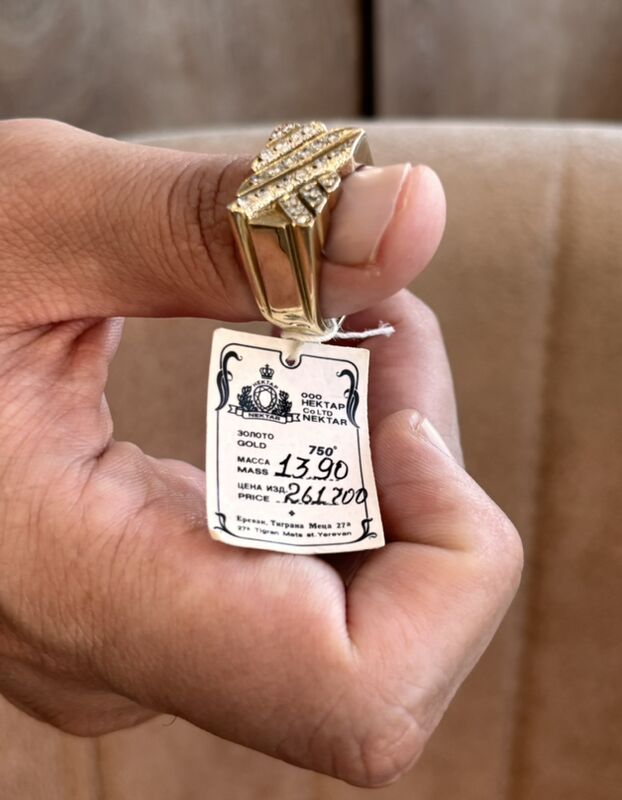 НЕКТАР
NEKTAR
ООО
НЕКТАР
Co LTD
NEKTAR
ЗОЛОТО
GOLD 750°
МАССА
MASS 13.90
ЦЕНА ИЗД.
PRICE 261.200
Ереван, Тиграна Меца 27а
27a Tigran Mets st. Yerevan